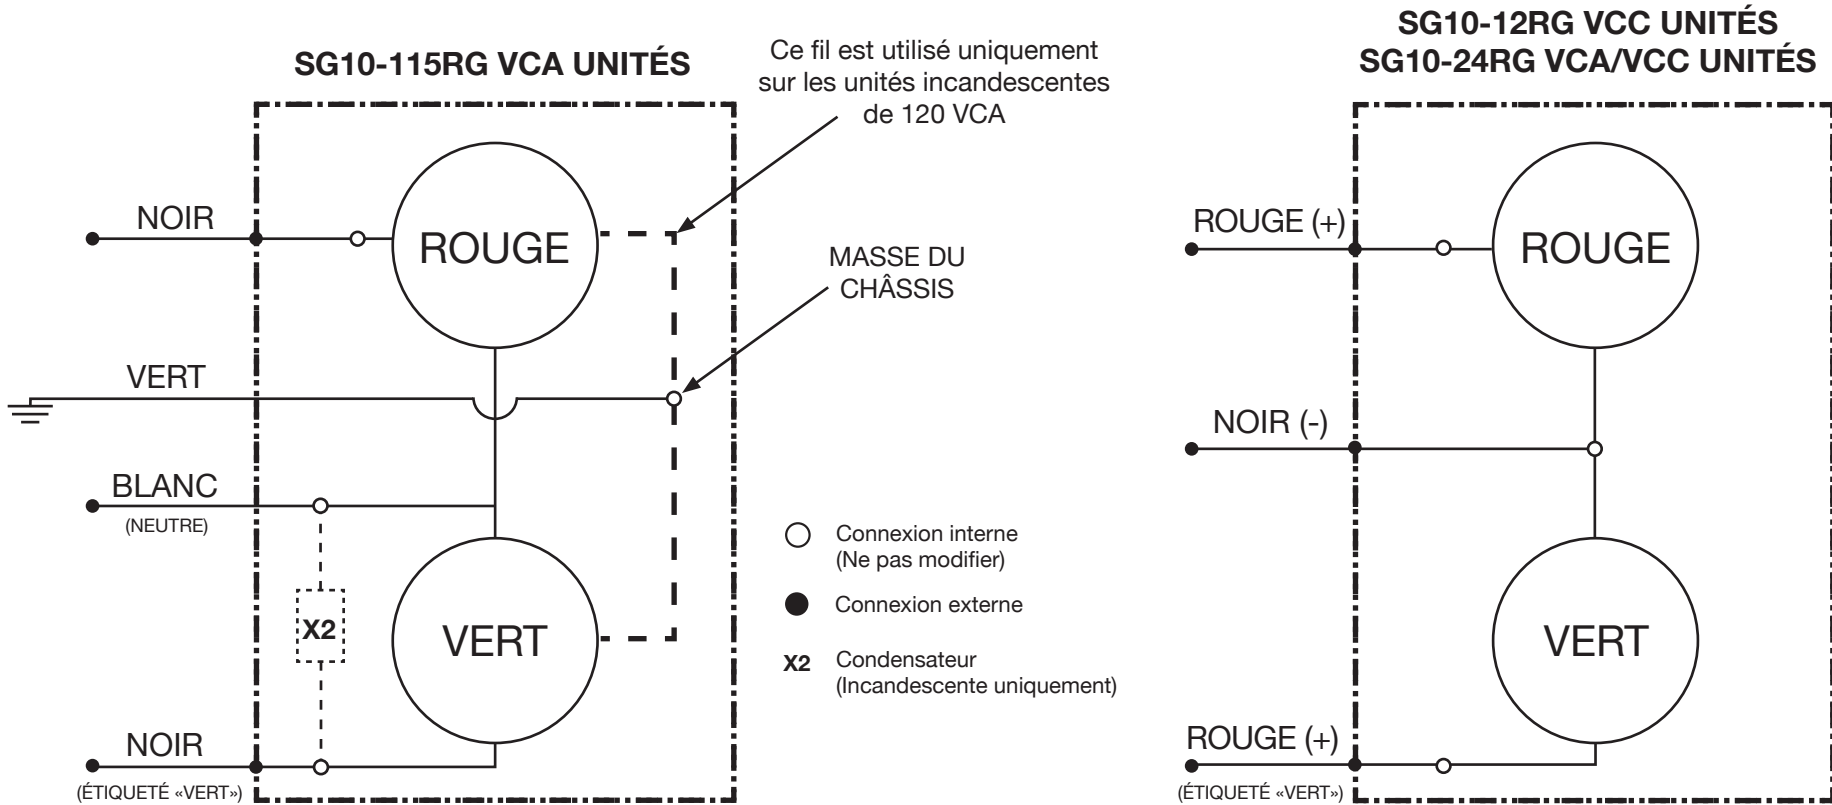 SG10-115RG VCA UNITÉS
Ce fil est utilisé uniquement
sur les unités incandescentes
de 120 VCA
NOIR
ROUGE
MASSE DU
CHÂSSIS
VERT
BLANC
(NEUTRE)
X2
VERT
NOIR
(ÉTIQUETÉ «VERT»)
Connexion interne
(Ne pas modifier)
Connexion externe
X2 Condensateur
(Incandescente uniquement)
SG10-12RG VCC UNITÉS
SG10-24RG VCA/VCC UNITÉS
ROUGE (+)
ROUGE
NOIR (-)
VERT
ROUGE (+)
(ÉTIQUETÉ «VERT»)